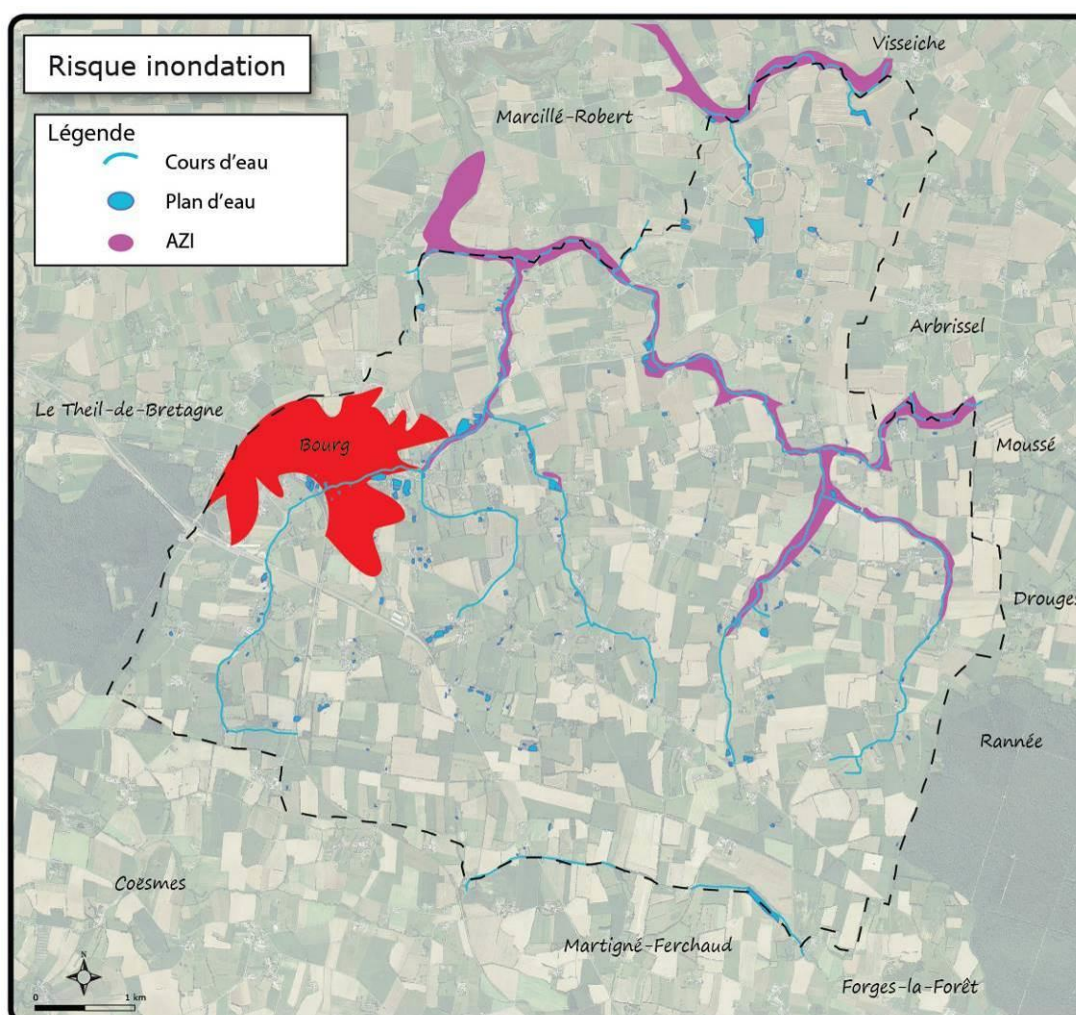 Risque inondation
Légende
Cours d'eau
Plan d'eau
AZI
Visseiche
Marcillé-Robert
Arbrissel
Le Theil-de-Bretagne
Bourg
Moussé
Drouges
Rannée
Coësmes
Martigné-Ferchaud
Forges-la-Forêt
N
0 1 km